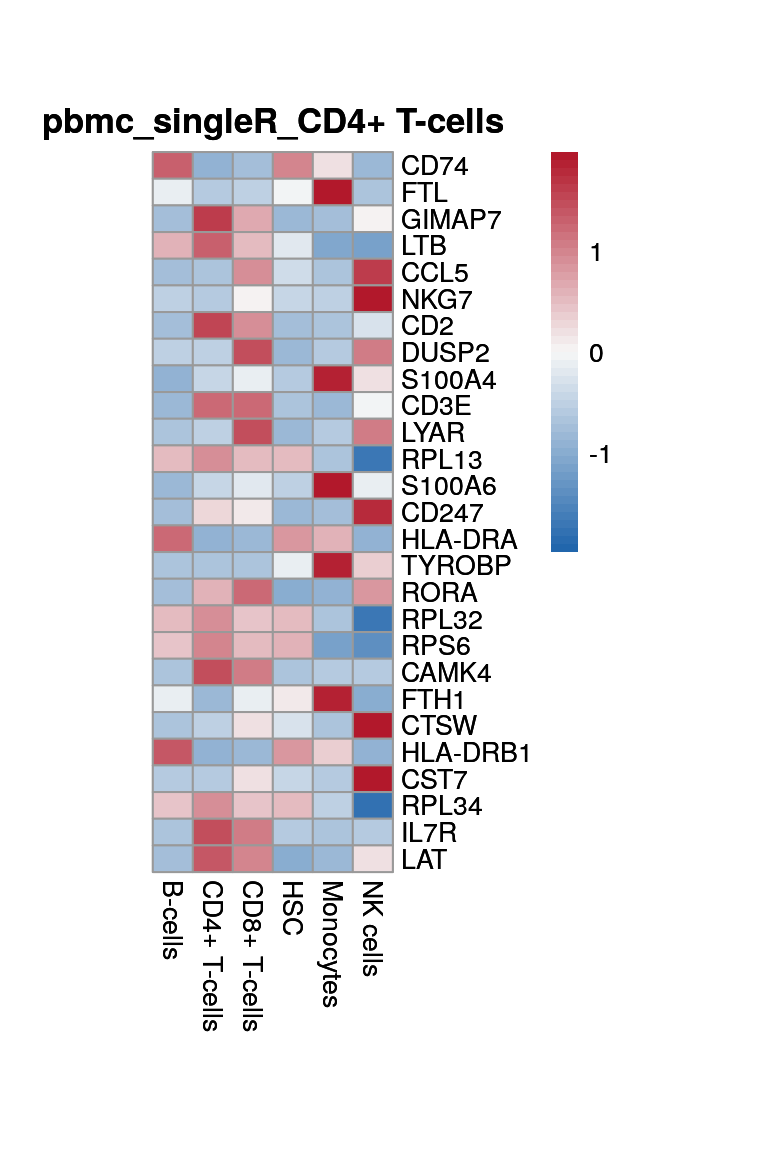 pbmc_singleR_CD4+ T-cells
CD74
FTL
GIMAP7
LTB
CCL5
NKG7
CD2
DUSP2
S100A4
CD3E
LYAR
RPL13
S100A6
CD247
HLA-DRA
TYROBP
RORA
RPL32
RPS6
CAMK4
FTH1
CTSW
HLA-DRB1
CST7
RPL34
IL7R
LAT
1
0
-1
B-cells
CD4+ T-cells
CD8+ T-cells
HSC
Monocytes
NK cells